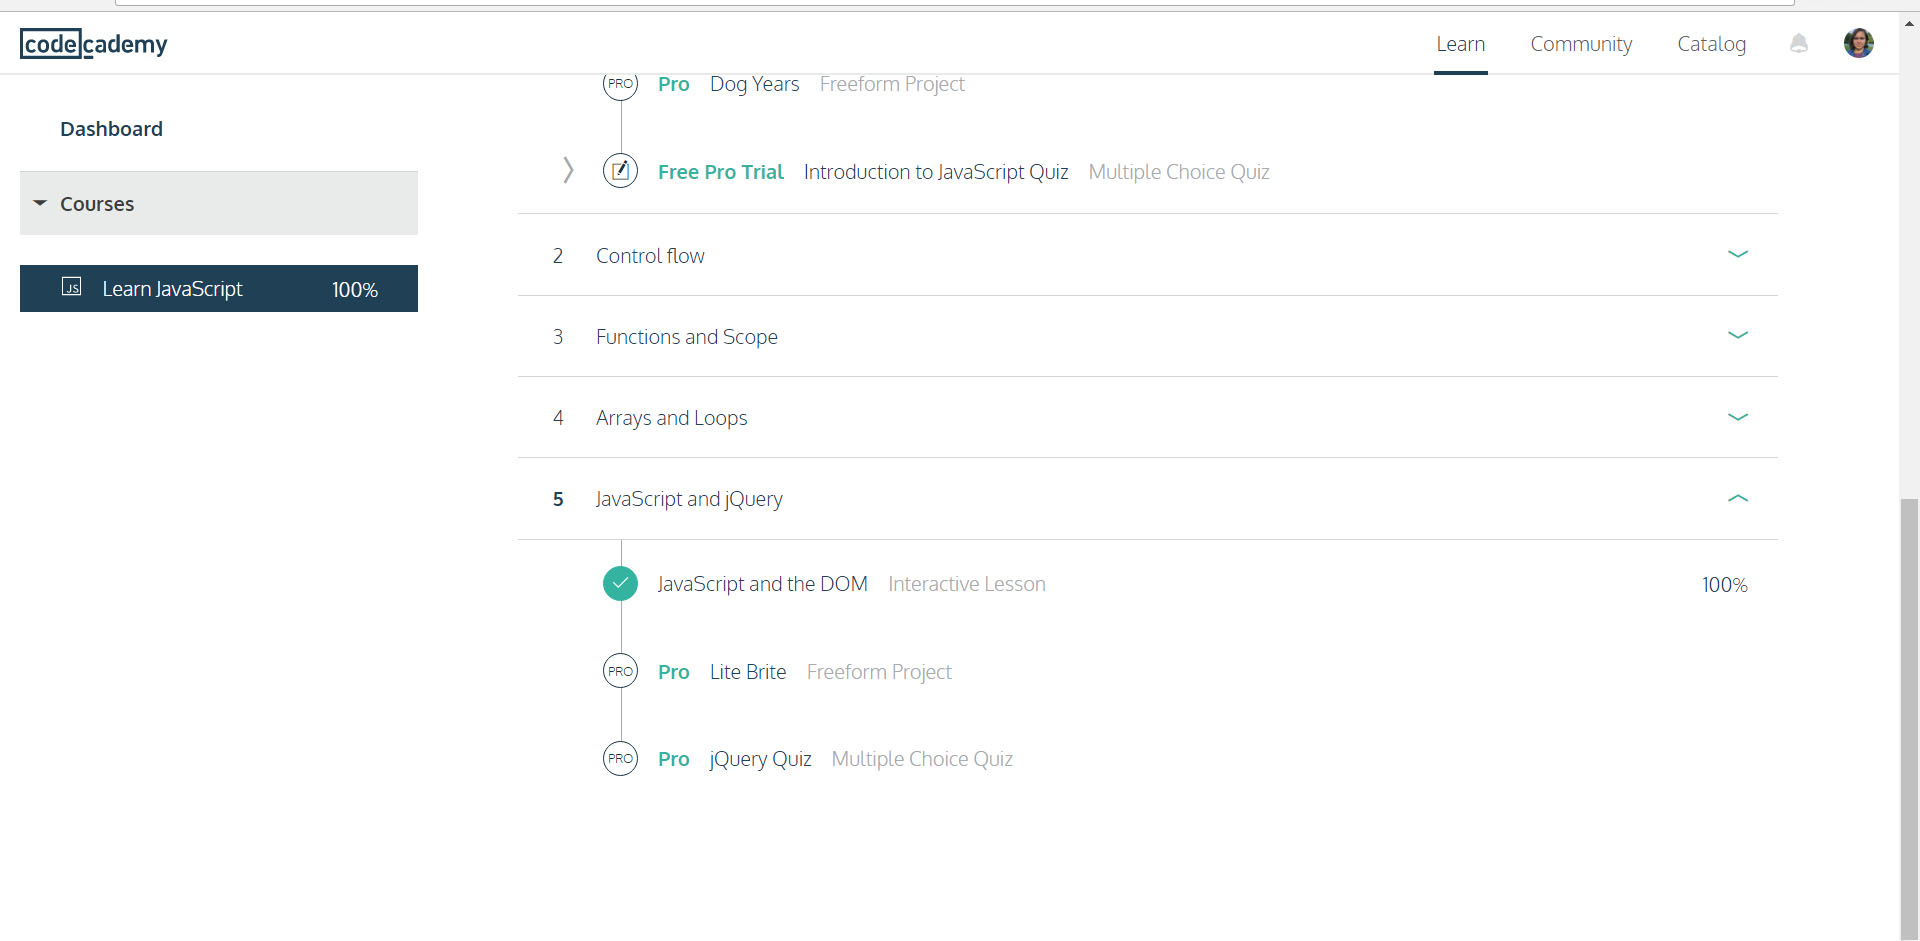 codecademy
Learn Community Catalog
Dashboard
Courses
JS Learn JavaScript 100%
PRO Pro Dog Years Freeform Project
Free Pro Trial Introduction to JavaScript Quiz Multiple Choice Quiz
2 Control flow
3 Functions and Scope
4 Arrays and Loops
5 JavaScript and jQuery
JavaScript and the DOM Interactive Lesson 100%
PRO Pro Lite Brite Freeform Project
PRO Pro jQuery Quiz Multiple Choice Quiz